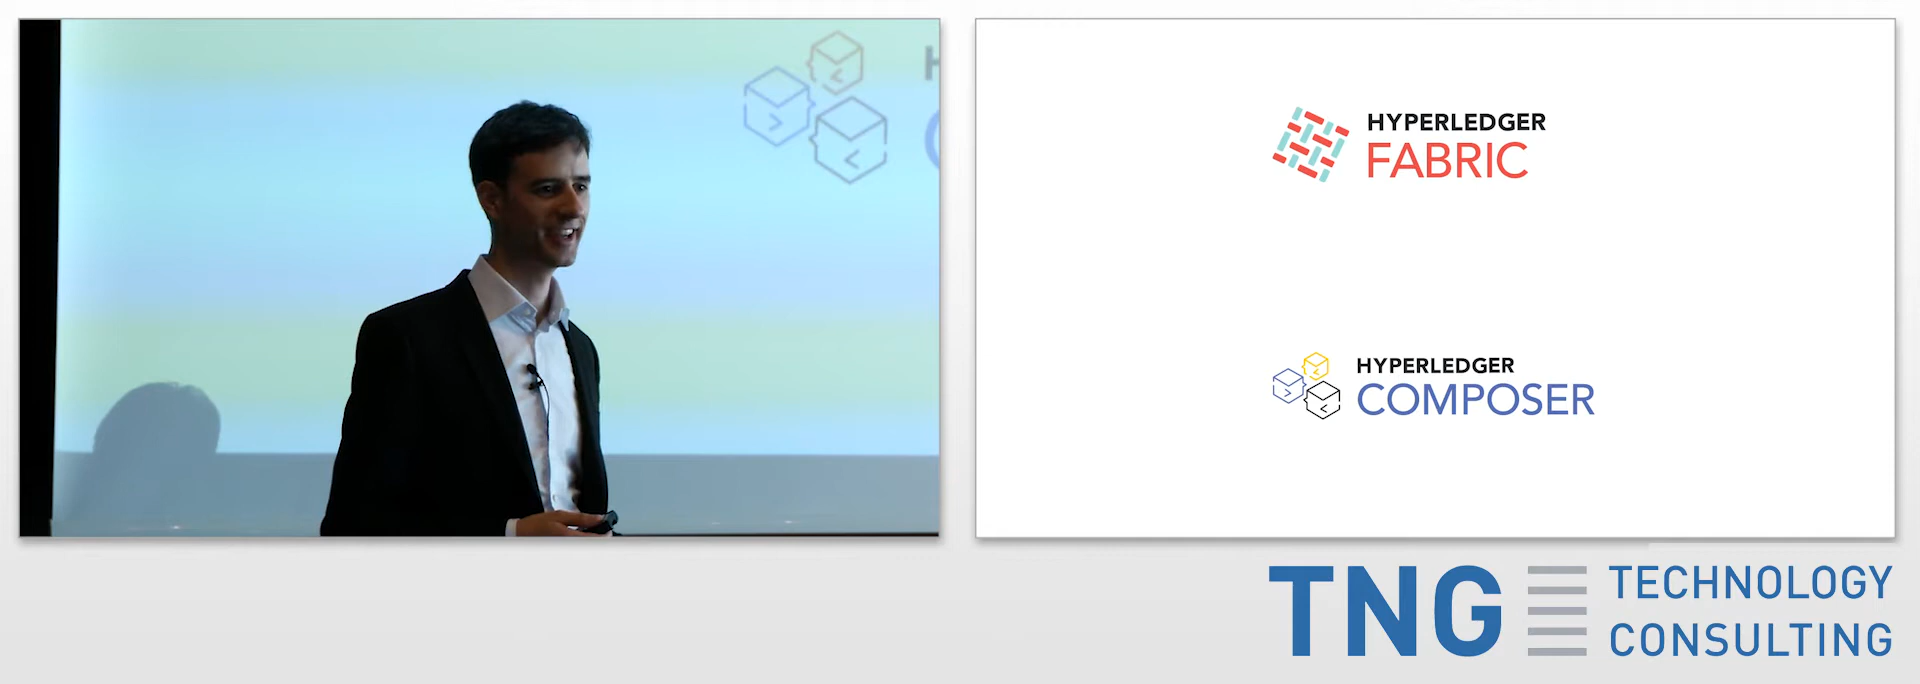 HYPERLEDGER
FABRIC
HYPERLEDGER
COMPOSER
TNG TECHNOLOGY
CONSULTING